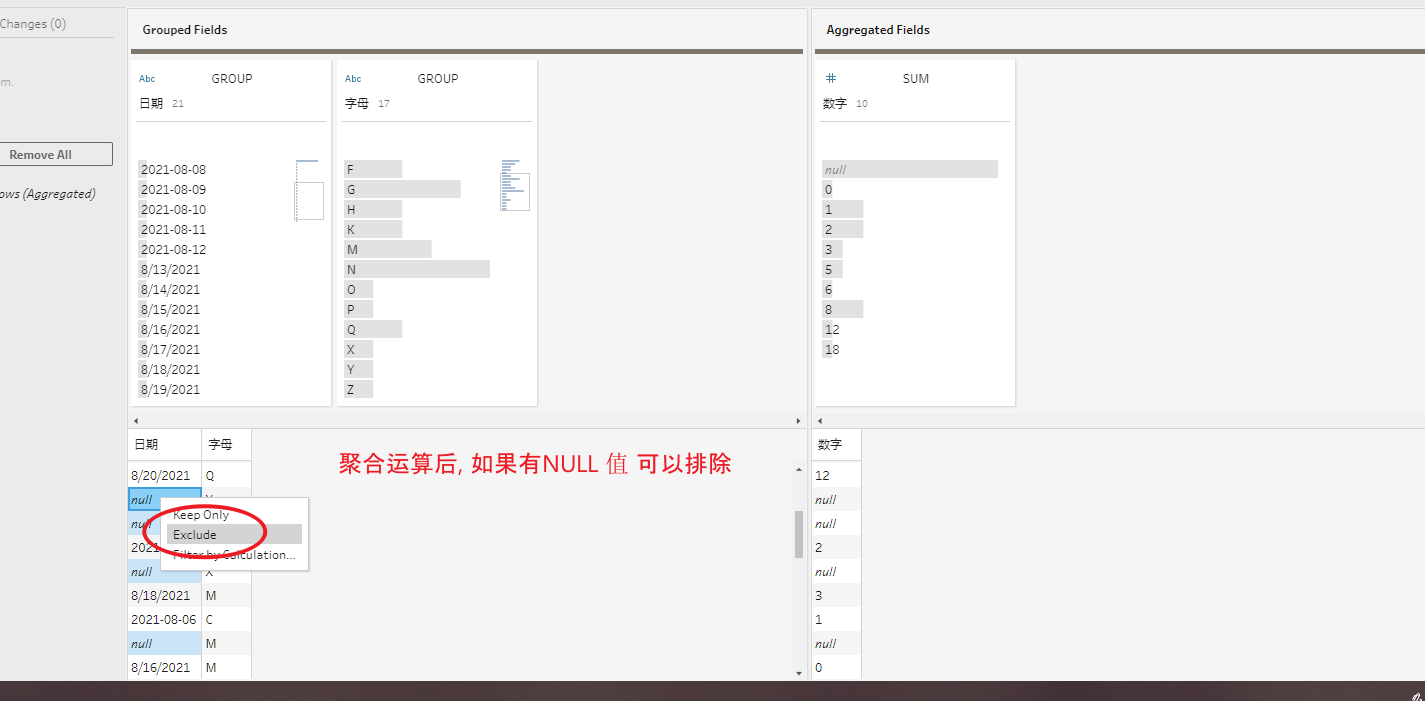 Changes (0)
m.
Remove All
ows (Aggregated)
Grouped Fields
Abc GROUP
日期 21
2021-08-08
2021-08-09
2021-08-10
2021-08-11
2021-08-12
8/13/2021
8/14/2021
8/15/2021
8/16/2021
8/17/2021
8/18/2021
8/19/2021
Abc GROUP
字母 17
F
G
H
K
M
N
O
P
Q
X
Y
Z
Aggregated Fields
# SUM
数字 10
null
0
1
2
3
5
6
8
12
18
日期 字母 数字
聚合运算后, 如果有NULL 值 可以排除
8/20/2021 Q 12
null null
Keep Only
null null
Exclude
2021 2
Filter by Calculation...
null X null
8/18/2021 M 3
2021-08-06 C 1
null M null
8/16/2021 M 0